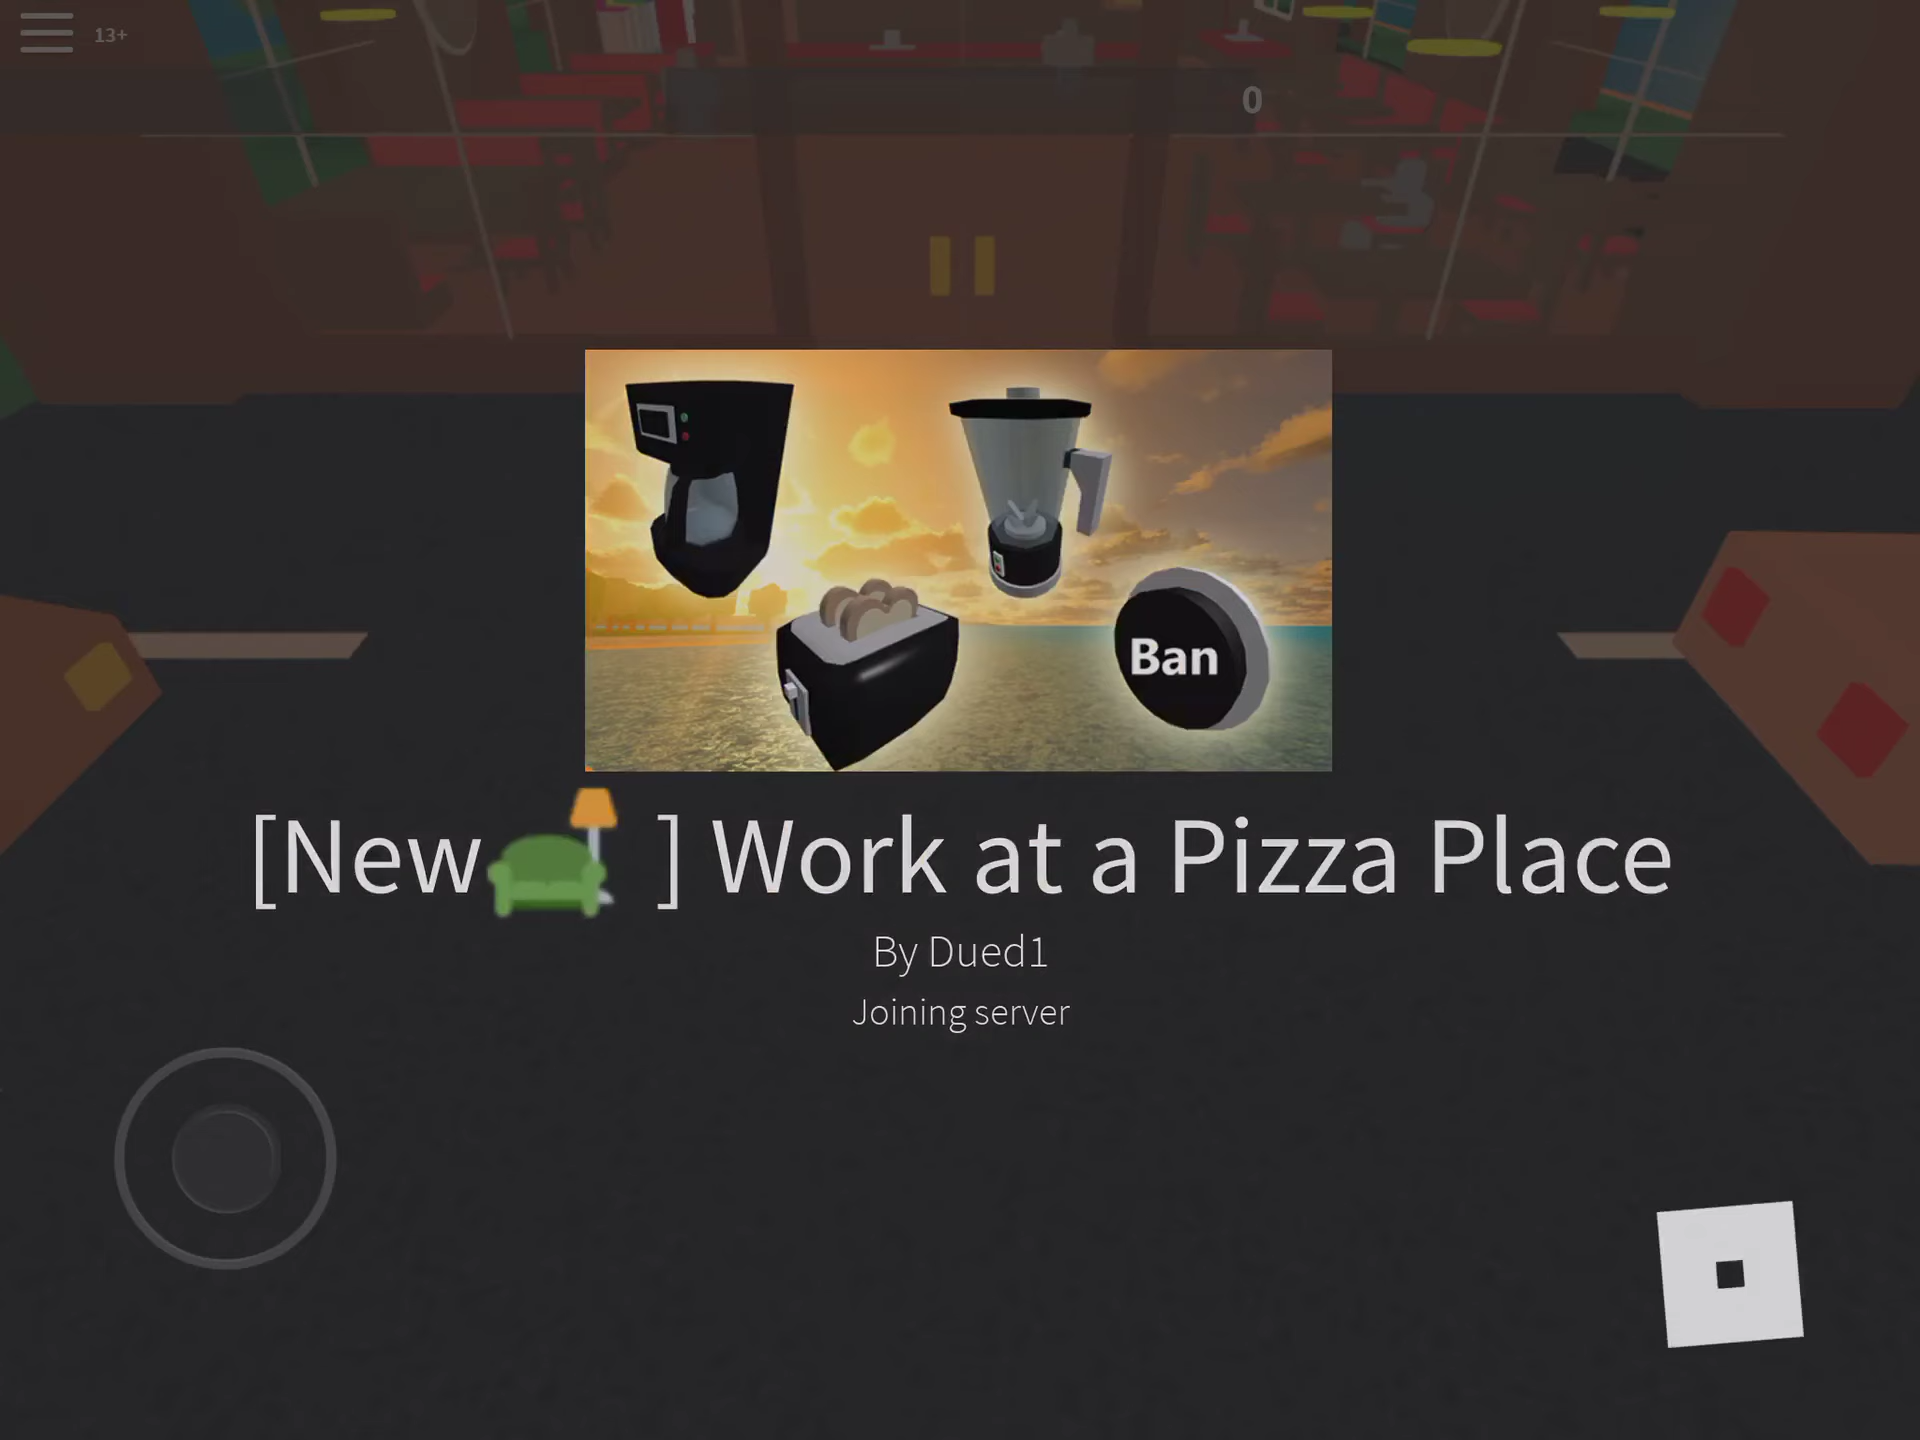 13+
0
Ban
[New🛋️ ] Work at a Pizza Place
By Dued1
Joining server